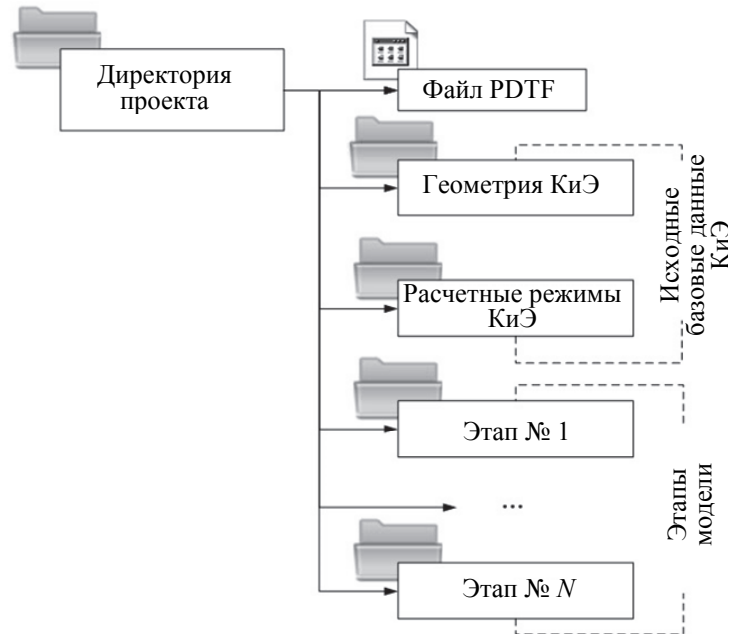 Директория
проекта
Файл PDTF
Геометрия КиЭ
Расчетные режимы
КиЭ
Исходные
базовые данные
КиЭ
Этап № 1
...
Этап № N
Этапы
модели